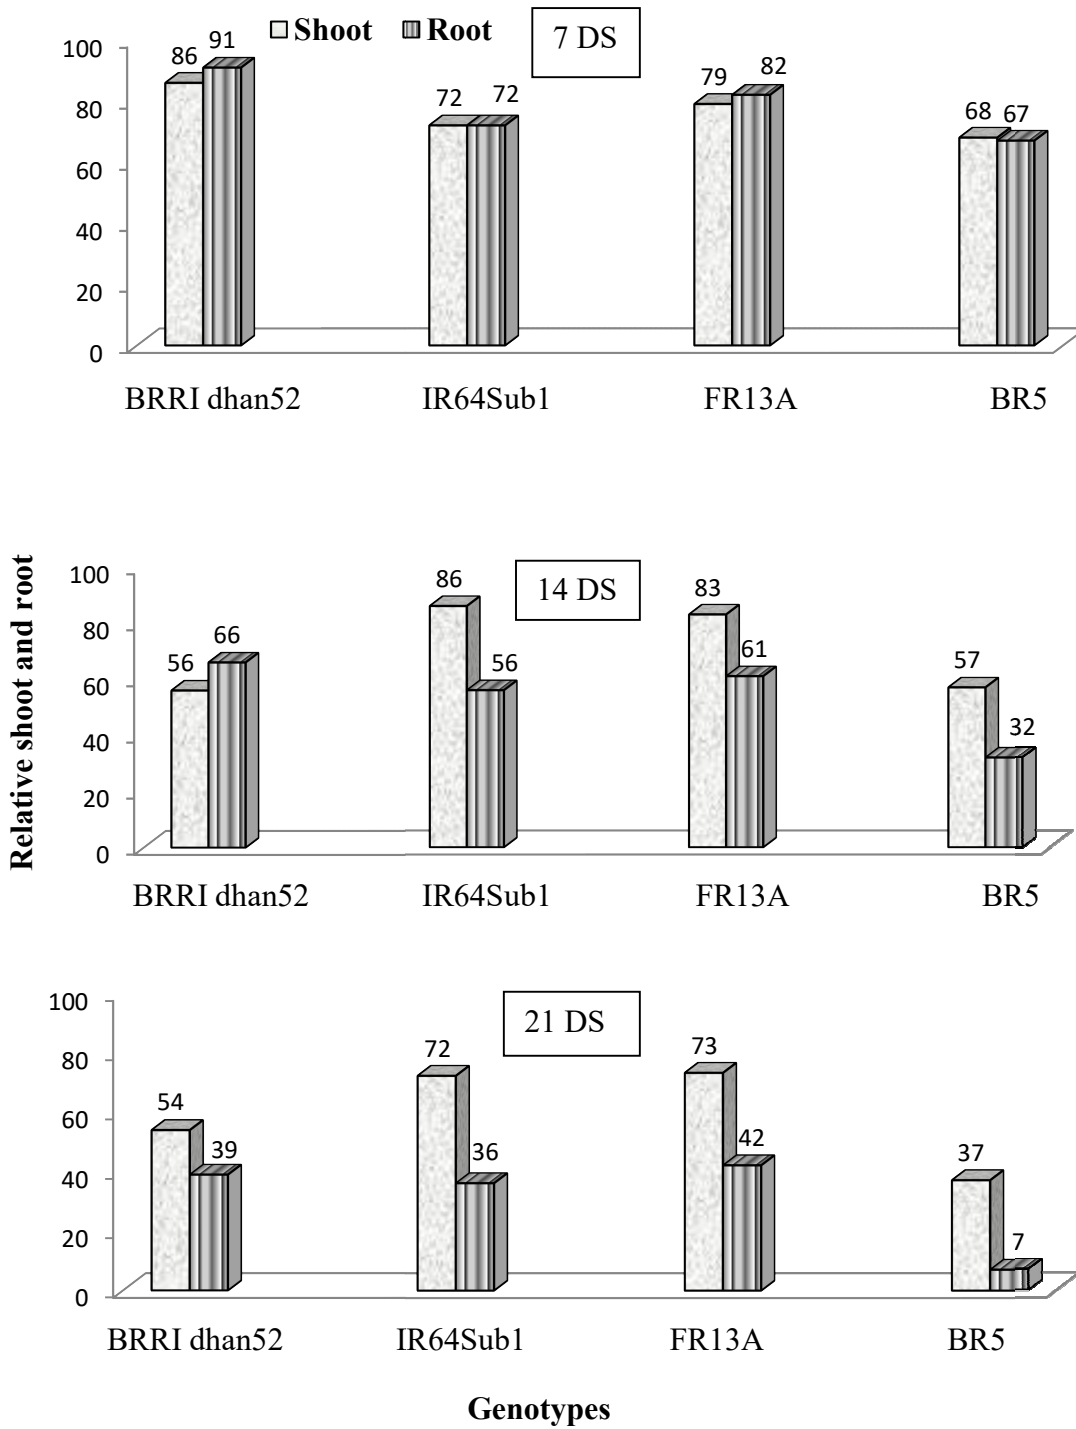 Shoot Root
7 DS
100
80
60
40
20
0
86 91 72 72 79 82 68 67
BRRI dhan52 IR64Sub1 FR13A BR5
Relative shoot and root
14 DS
100
80
60
40
20
0
56 66 86 56 83 61 57 32
BRRI dhan52 IR64Sub1 FR13A BR5
21 DS
100
80
60
40
20
0
54 39 72 36 73 42 37 7
BRRI dhan52 IR64Sub1 FR13A BR5
Genotypes